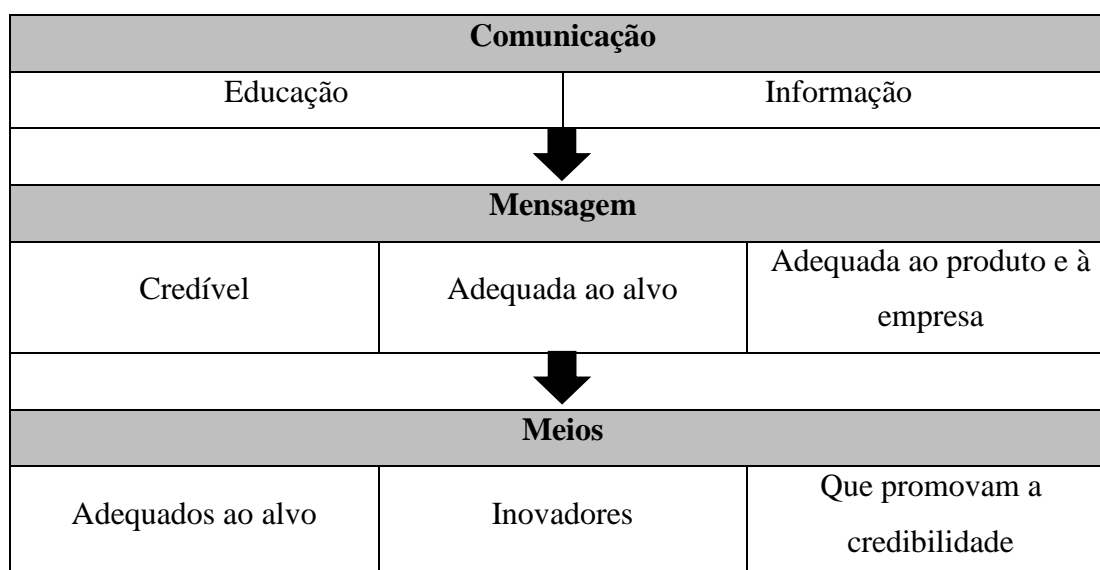 Comunicação
Educação
Informação
Mensagem
Credível
Adequada ao alvo
Adequada ao produto e à
empresa
Meios
Adequados ao alvo
Inovadores
Que promovam a
credibilidade